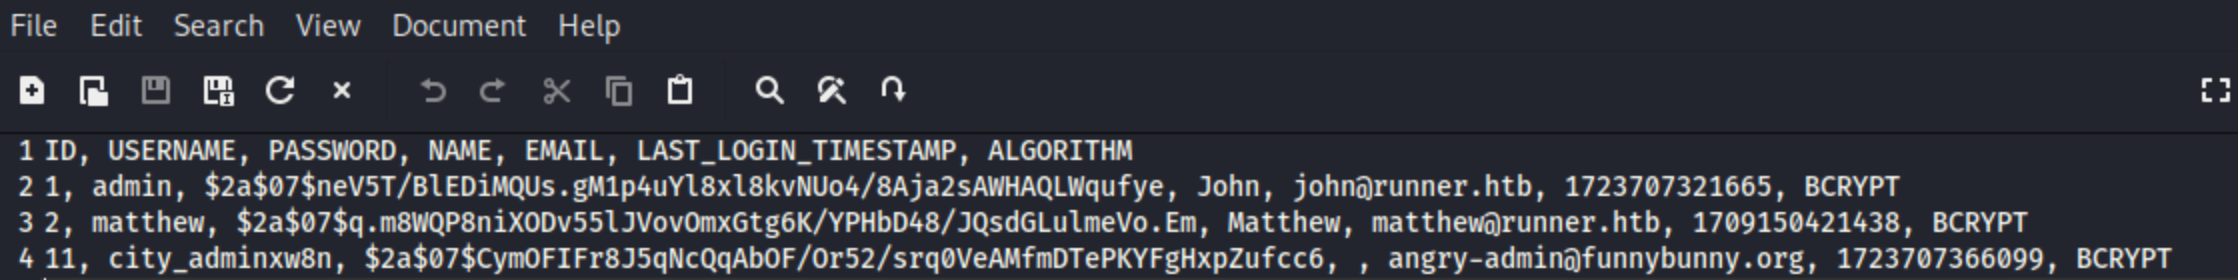 File Edit Search View Document Help
1 ID, USERNAME, PASSWORD, NAME, EMAIL, LAST_LOGIN_TIMESTAMP, ALGORITHM
2 1, admin, $2a$07$neV5T/BlEDiMQUs.gM1p4uYl8xl8kvNUo4/8Aja2sAWHAQLWqufye, John, john@runner.htb, 1723707321665, BCRYPT
3 2, matthew, $2a$07$q.m8WQP8niXODv55lJVovOmxGtg6K/YPHbD48/JQsdGLulmeVo.Em, Matthew, matthew@runner.htb, 1709150421438, BCRYPT
4 11, city_adminxw8n, $2a$07$CymOFIFr8J5qNcQqAbOF/Or52/srq0VeAMfmDTePKYFgHxpZufcc6, , angry-admin@funnybunny.org, 1723707366099, BCRYPT